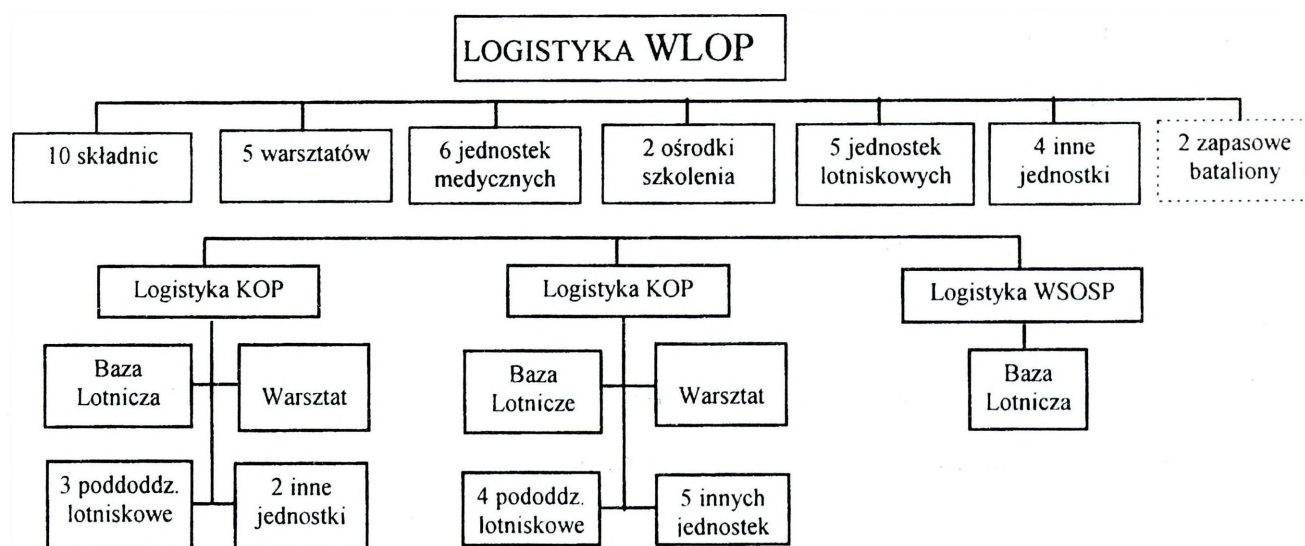 LOGISTYKA WLOP
10 składnic
5 warsztatów
6 jednostek
medycznych
2 ośrodki
szkolenia
5 jednostek
lotniskowych
4 inne
jednostki
2 zapasowe
bataliony
Logistyka KOP
Logistyka KOP
Logistyka WSOSP
Baza
Lotnicza
Warsztat
Baza
Lotnicze
Warsztat
Baza
Lotnicza
3 poddoddz.
lotniskowe
2 inne
jednostki
4 pododdz.
lotniskowe
5 innych
jednostek